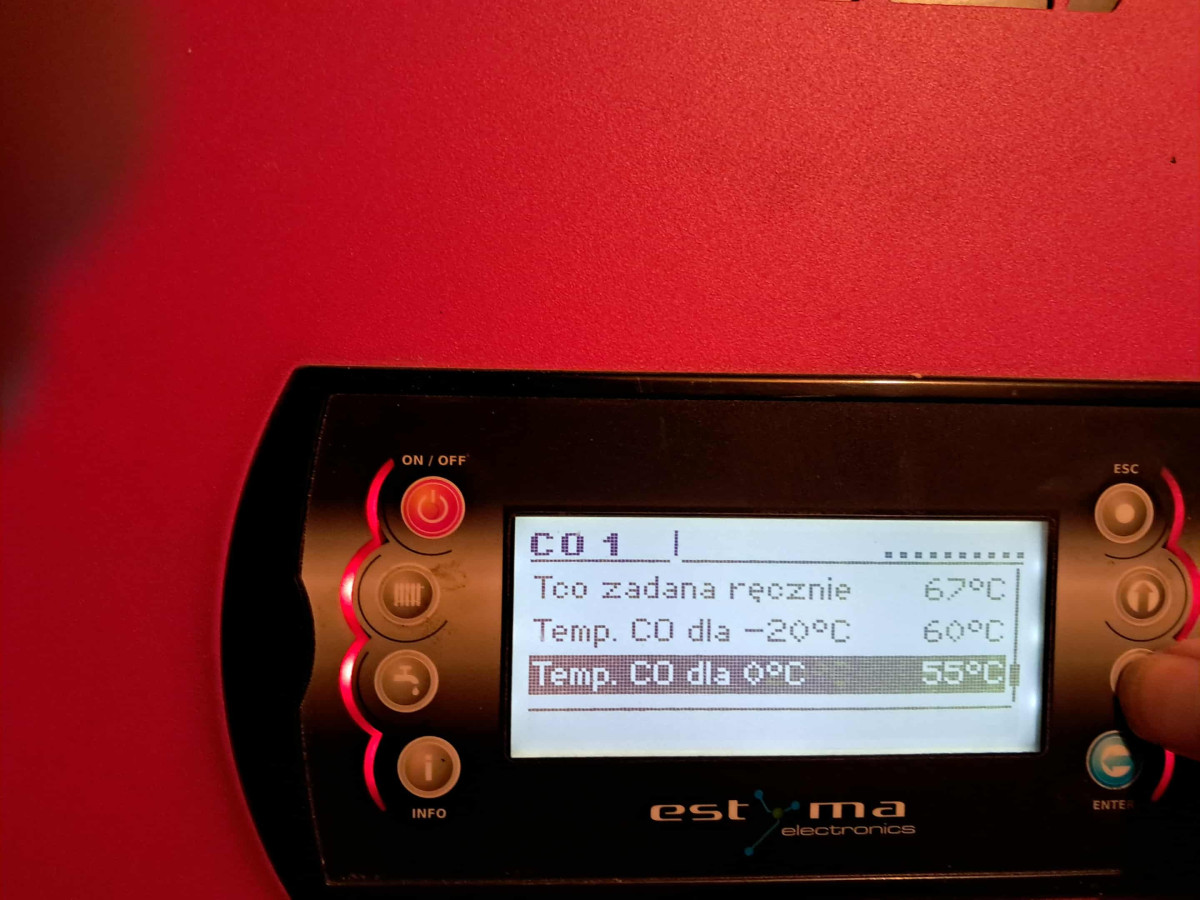 ON / OFF
ESC
CO 1
Tco zadana ręcznie 67°C
Temp. CO dla -20°C 60°C
Temp. CO dla 0°C 55°C
INFO
ENTER
estyma
electronics